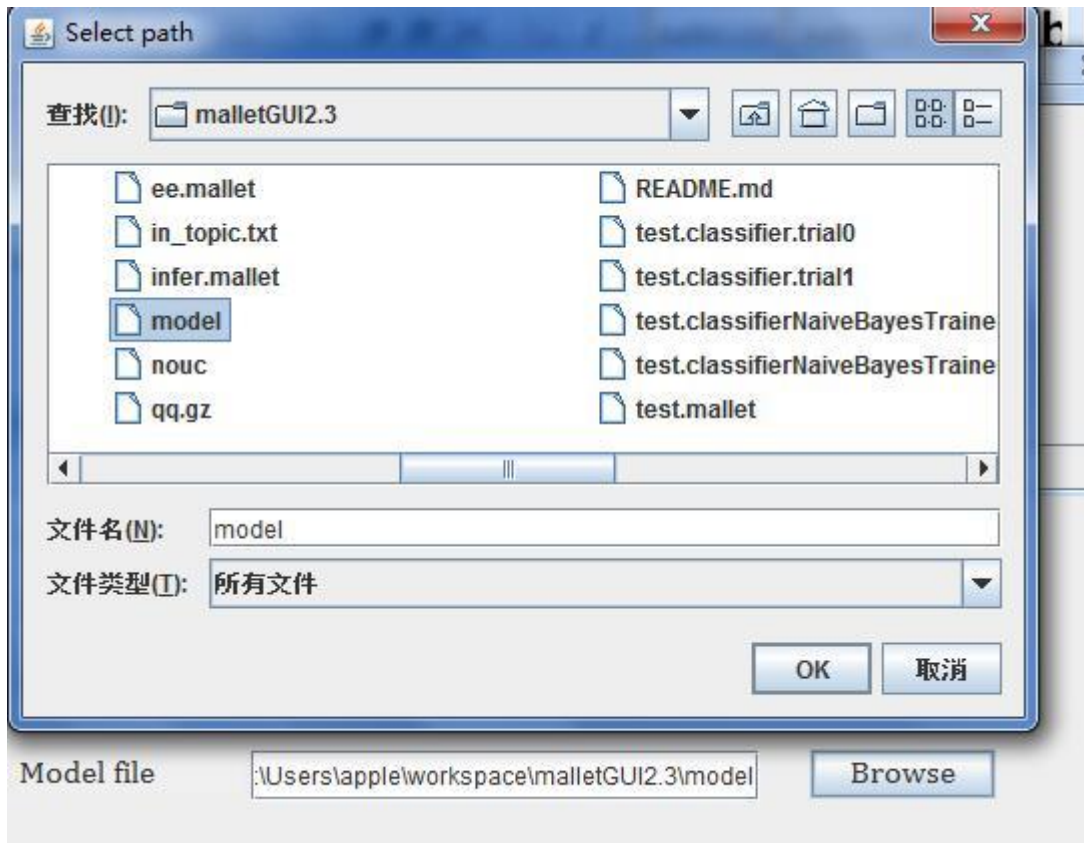 Select path
查找(I): malletGUI2.3
ee.mallet
in_topic.txt
infer.mallet
model
nouc
qq.gz
README.md
test.classifier.trial0
test.classifier.trial1
test.classifierNaiveBayesTraine
test.classifierNaiveBayesTraine
test.mallet
文件名(N): model
文件类型(T): 所有文件
OK 取消
Model file :\Users\apple\workspace\malletGUI2.3\model Browse